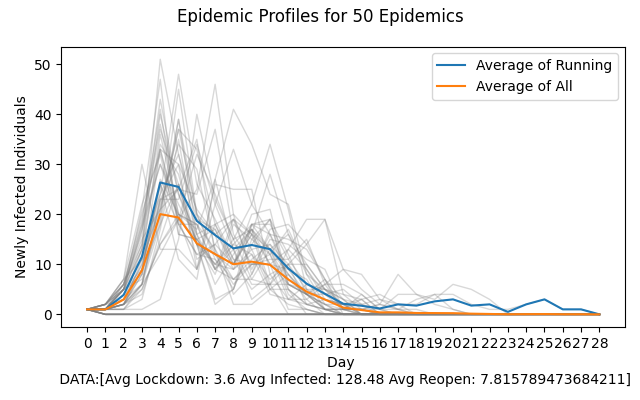 Epidemic Profiles for 50 Epidemics
Average of Running
Average of All
Newly Infected Individuals
50
40
30
20
10
0
0 1 2 3 4 5 6 7 8 9 10 11 12 13 14 15 16 17 18 19 20 21 22 23 24 25 26 27 28
Day
DATA:[Avg Lockdown: 3.6 Avg Infected: 128.48 Avg Reopen: 7.815789473684211]